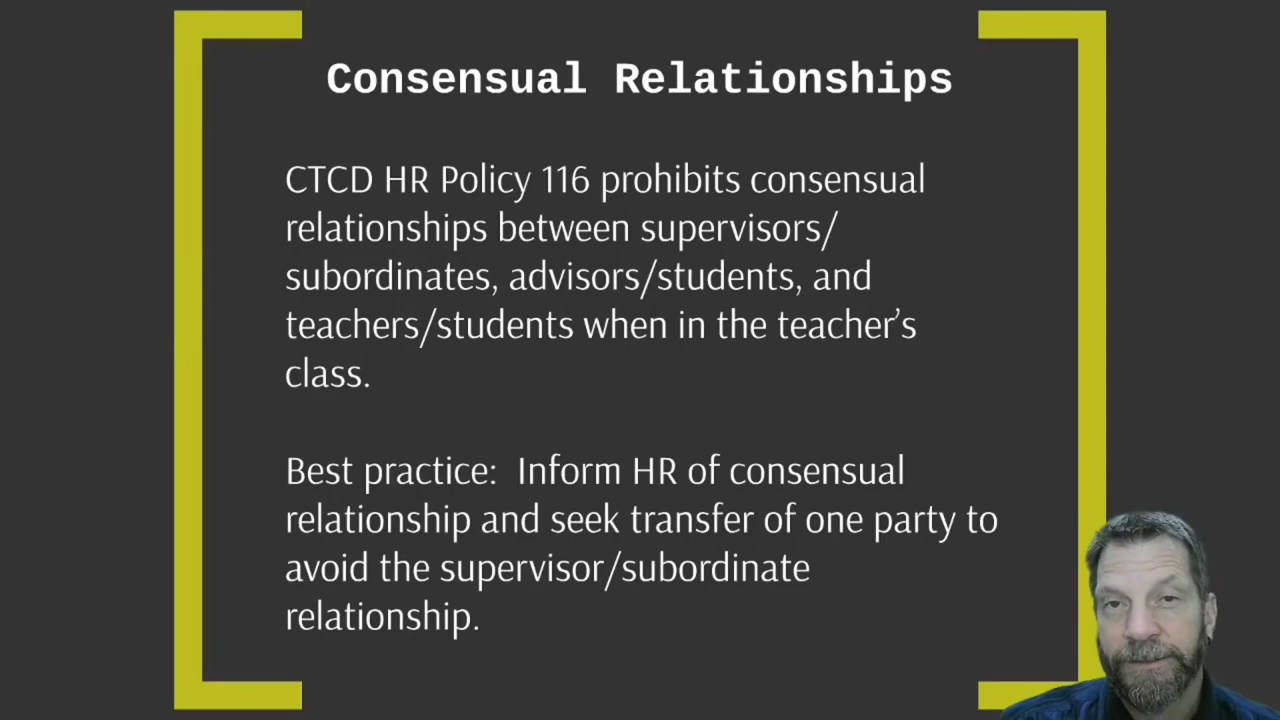 Consensual Relationships
CTCD HR Policy 116 prohibits consensual
relationships between supervisors/
subordinates, advisors/students, and
teachers/students when in the teacher’s
class.
Best practice:  Inform HR of consensual
relationship and seek transfer of one party to
avoid the supervisor/subordinate
relationship.